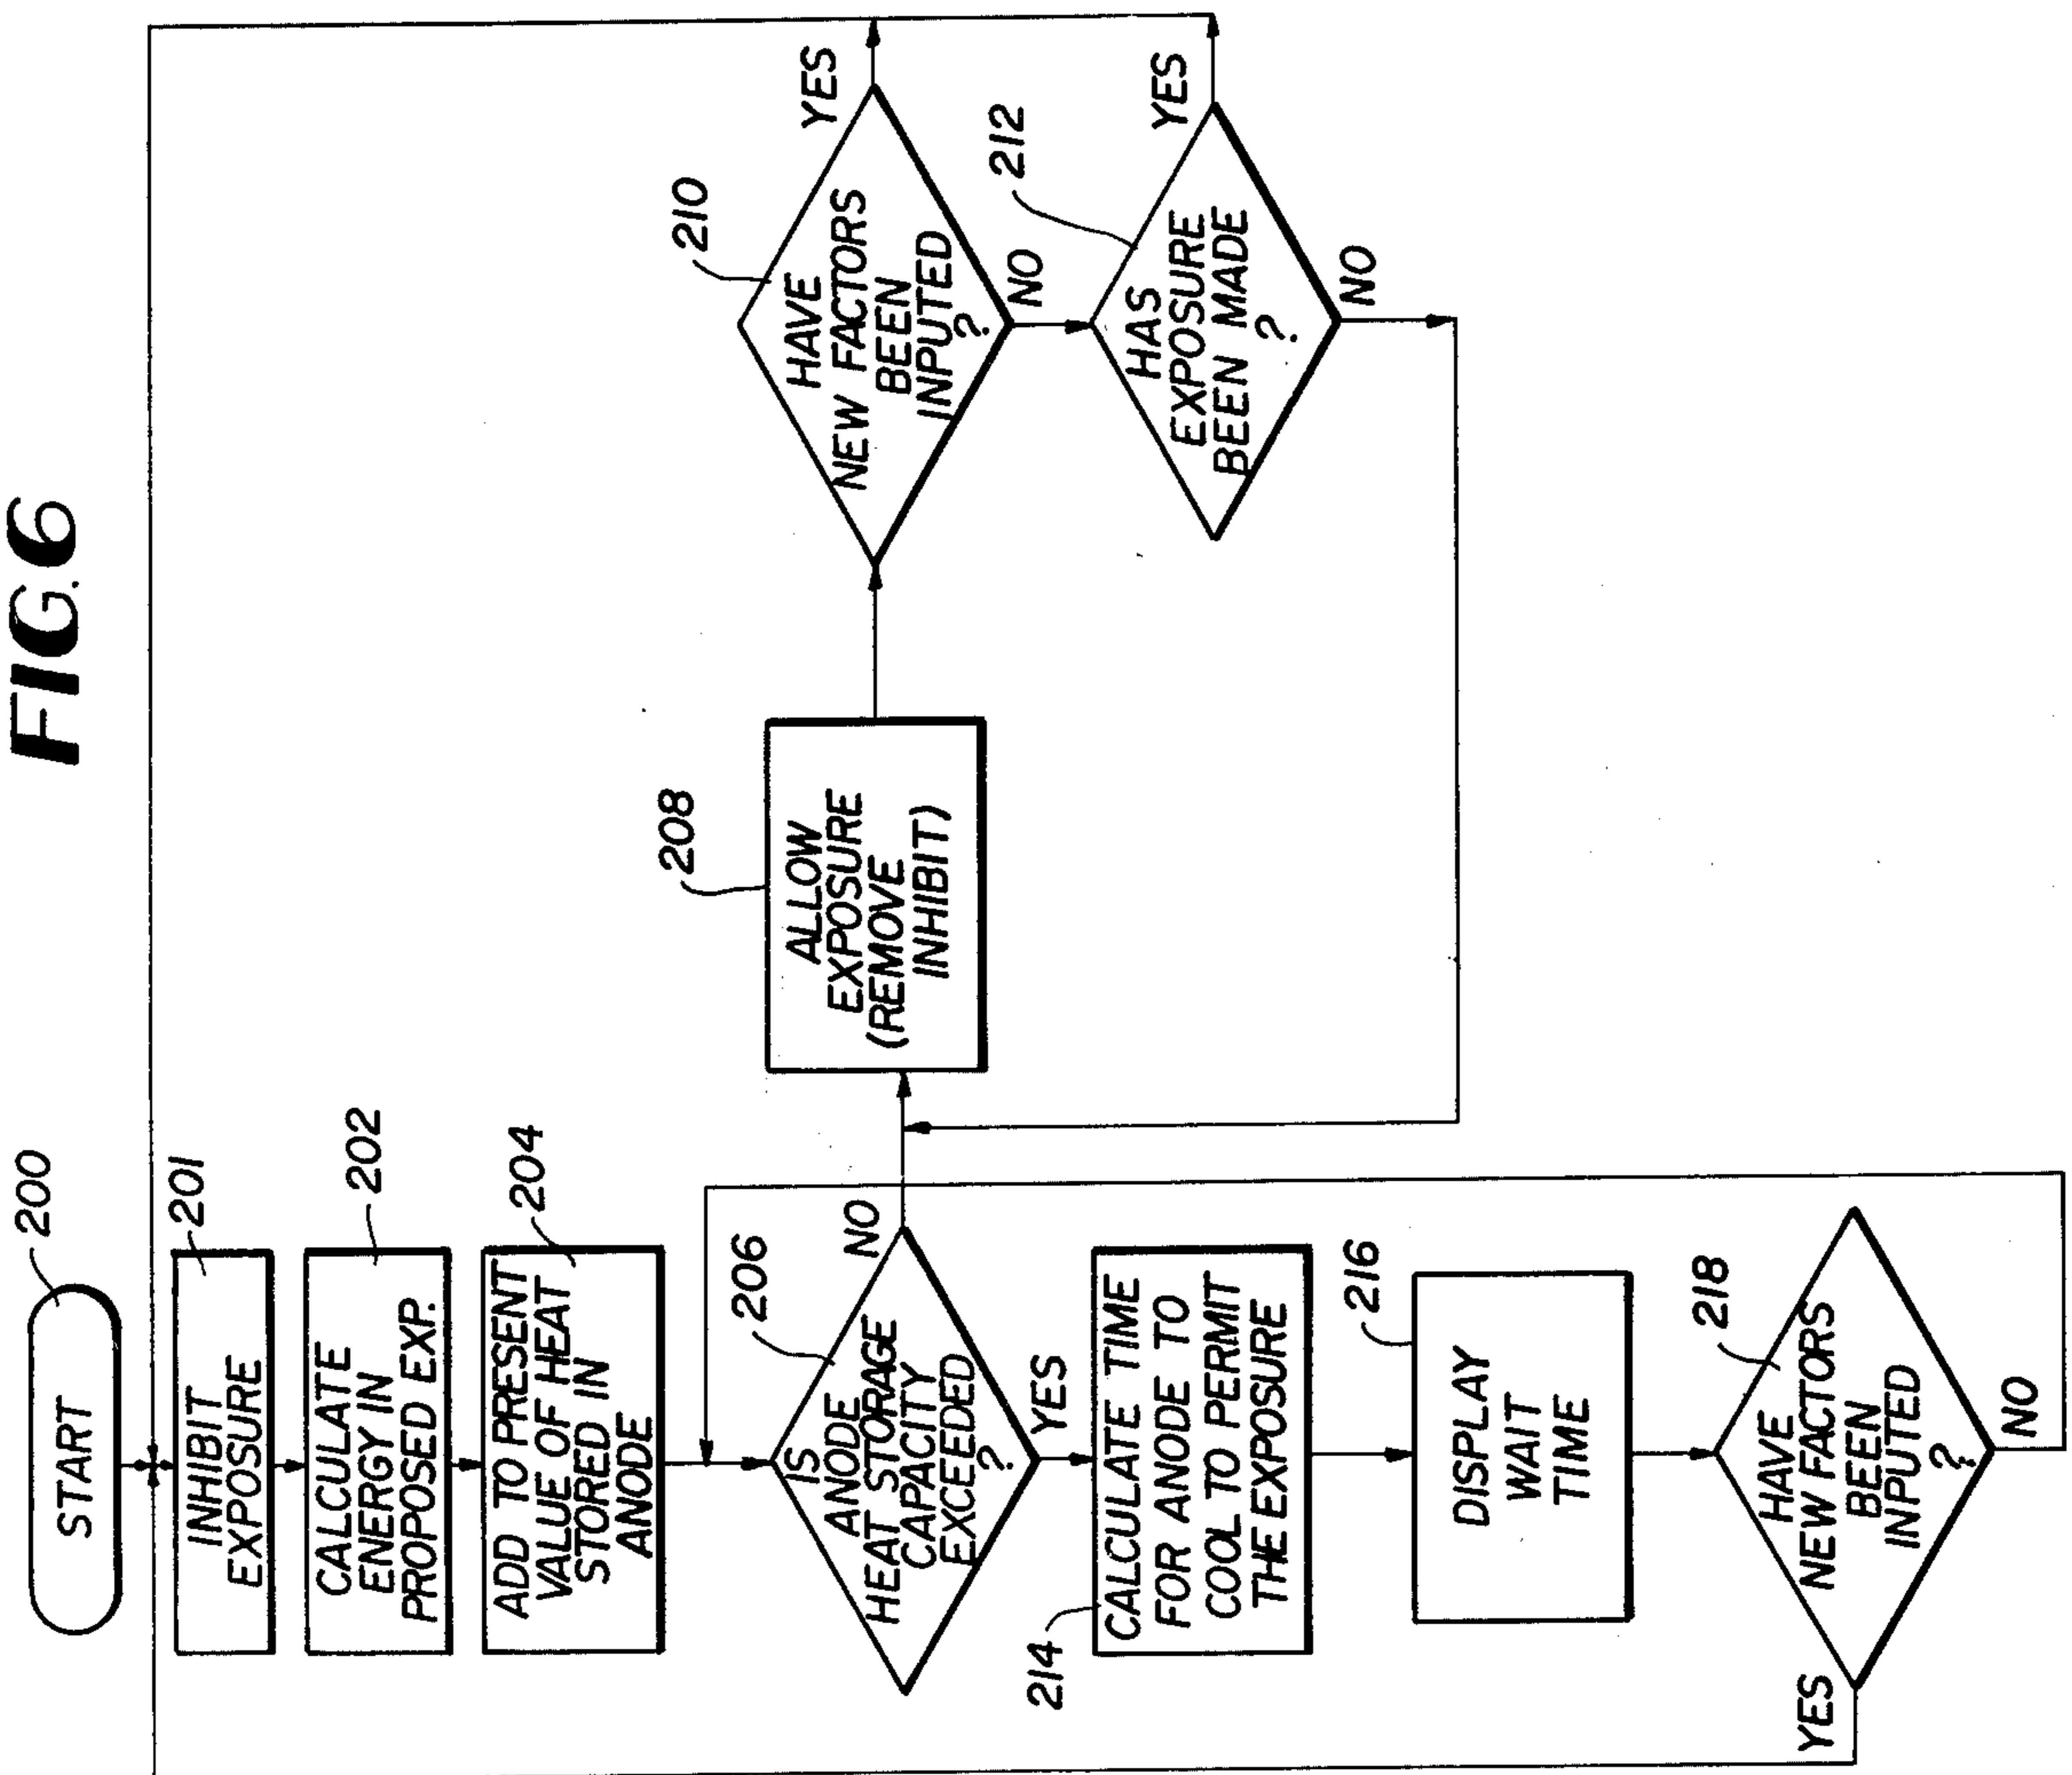 FIG. 6
200
START
201
INHIBIT
EXPOSURE
202
CALCULATE
ENERGY IN
PROPOSED EXP.
204
ADD TO PRESENT
VALUE OF HEAT
STORED IN
ANODE
206
IS
ANODE
HEAT STORAGE
CAPACITY
EXCEEDED
?
NO
YES
208
ALLOW
EXPOSURE
(REMOVE
INHIBIT)
210
HAVE
NEW FACTORS
BEEN
INPUTED
?
YES
NO
212
HAS
EXPOSURE
BEEN MADE
?
YES
NO
214
CALCULATE TIME
FOR ANODE TO
COOL TO PERMIT
THE EXPOSURE
216
DISPLAY
WAIT
TIME
218
HAVE
NEW FACTORS
BEEN
INPUTED
?
YES
NO